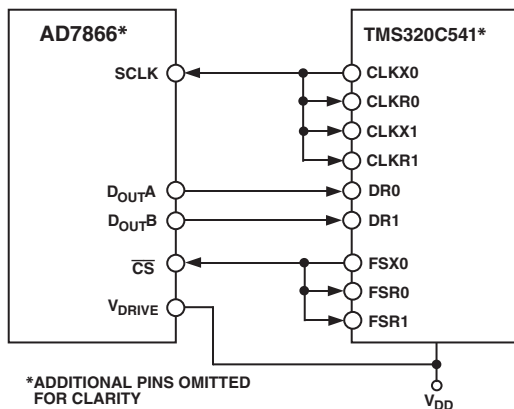 AD7866*
TMS320C541*
SCLK
CLKX0
CLKR0
CLKX1
CLKR1
DOUTA
DR0
DOUTB
DR1
CS
FSX0
FSR0
VDRIVE
FSR1
*ADDITIONAL PINS OMITTED
FOR CLARITY
VDD